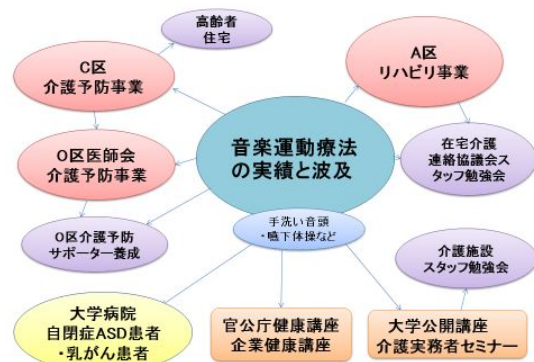 高齢者
住宅
C区
介護予防事業
A区
リハビリ事業
音楽運動療法
の実績と波及
O区医師会
介護予防事業
在宅介護
連絡協議会ス
タッフ勉強会
手洗い音頭
・嚥下体操など
O区介護予防
サポーター養成
介護施設
スタッフ勉強会
大学病院
自閉症ASD患者
・乳がん患者
官公庁健康講座
企業健康講座
大学公開講座
介護実務者セミナー